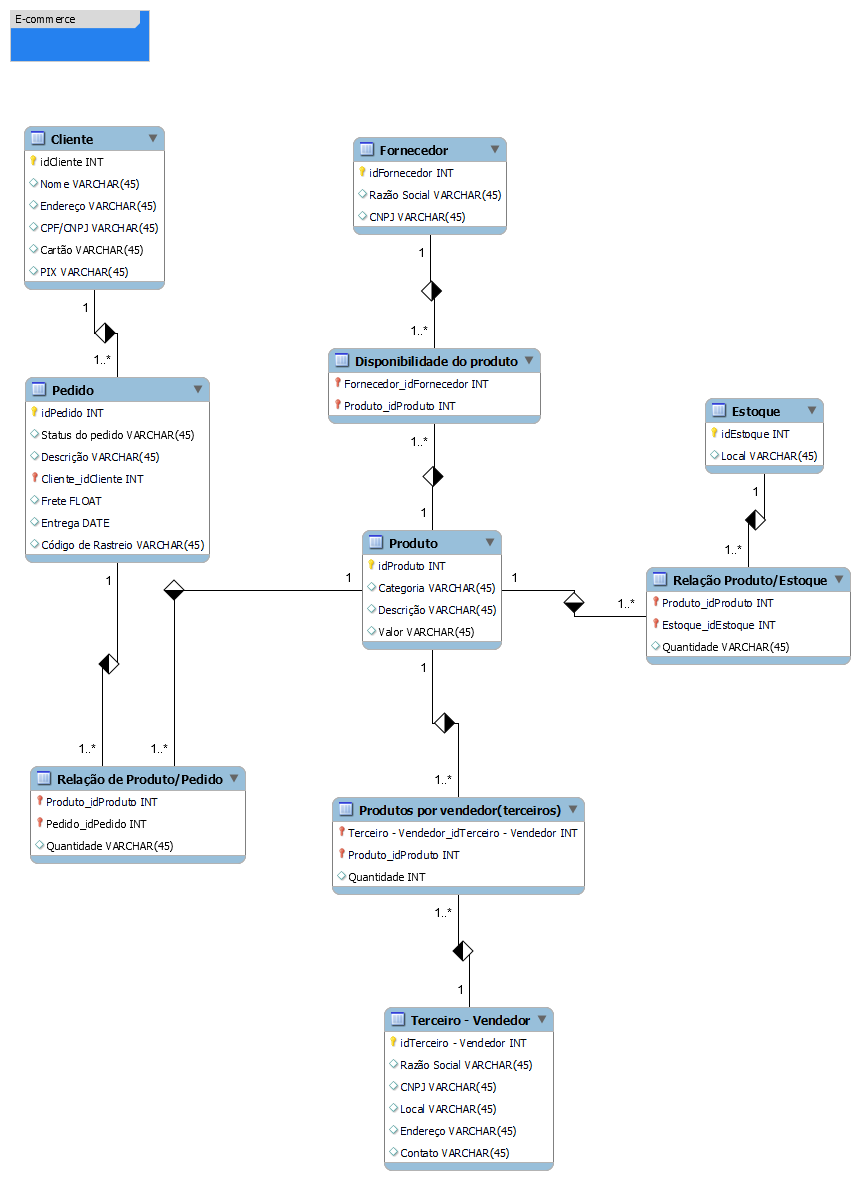 E-commerce
Cliente
idCliente INT
Nome VARCHAR(45)
Endereço VARCHAR(45)
CPF/CNPJ VARCHAR(45)
Cartão VARCHAR(45)
PIX VARCHAR(45)
1
1..*
Pedido
idPedido INT
Status do pedido VARCHAR(45)
Descrição VARCHAR(45)
Cliente_idCliente INT
Frete FLOAT
Entrega DATE
Código de Rastreio VARCHAR(45)
1
1..*
Fornecedor
idFornecedor INT
Razão Social VARCHAR(45)
CNPJ VARCHAR(45)
1
1..*
Disponibilidade do produto
Fornecedor_idFornecedor INT
Produto_idProduto INT
1..*
1
Produto
idProduto INT
Categoria VARCHAR(45)
Descrição VARCHAR(45)
Valor VARCHAR(45)
1
1..*
1
1..*
Estoque
idEstoque INT
Local VARCHAR(45)
1
1..*
Relação Produto/Estoque
Produto_idProduto INT
Estoque_idEstoque INT
Quantidade VARCHAR(45)
Relação de Produto/Pedido
Produto_idProduto INT
Pedido_idPedido INT
Quantidade VARCHAR(45)
1
1..*
Produtos por vendedor(terceiros)
Terceiro - Vendedor_idTerceiro - Vendedor INT
Produto_idProduto INT
Quantidade INT
1..*
1
Terceiro - Vendedor
idTerceiro - Vendedor INT
Razão Social VARCHAR(45)
CNPJ VARCHAR(45)
Local VARCHAR(45)
Endereço VARCHAR(45)
Contato VARCHAR(45)